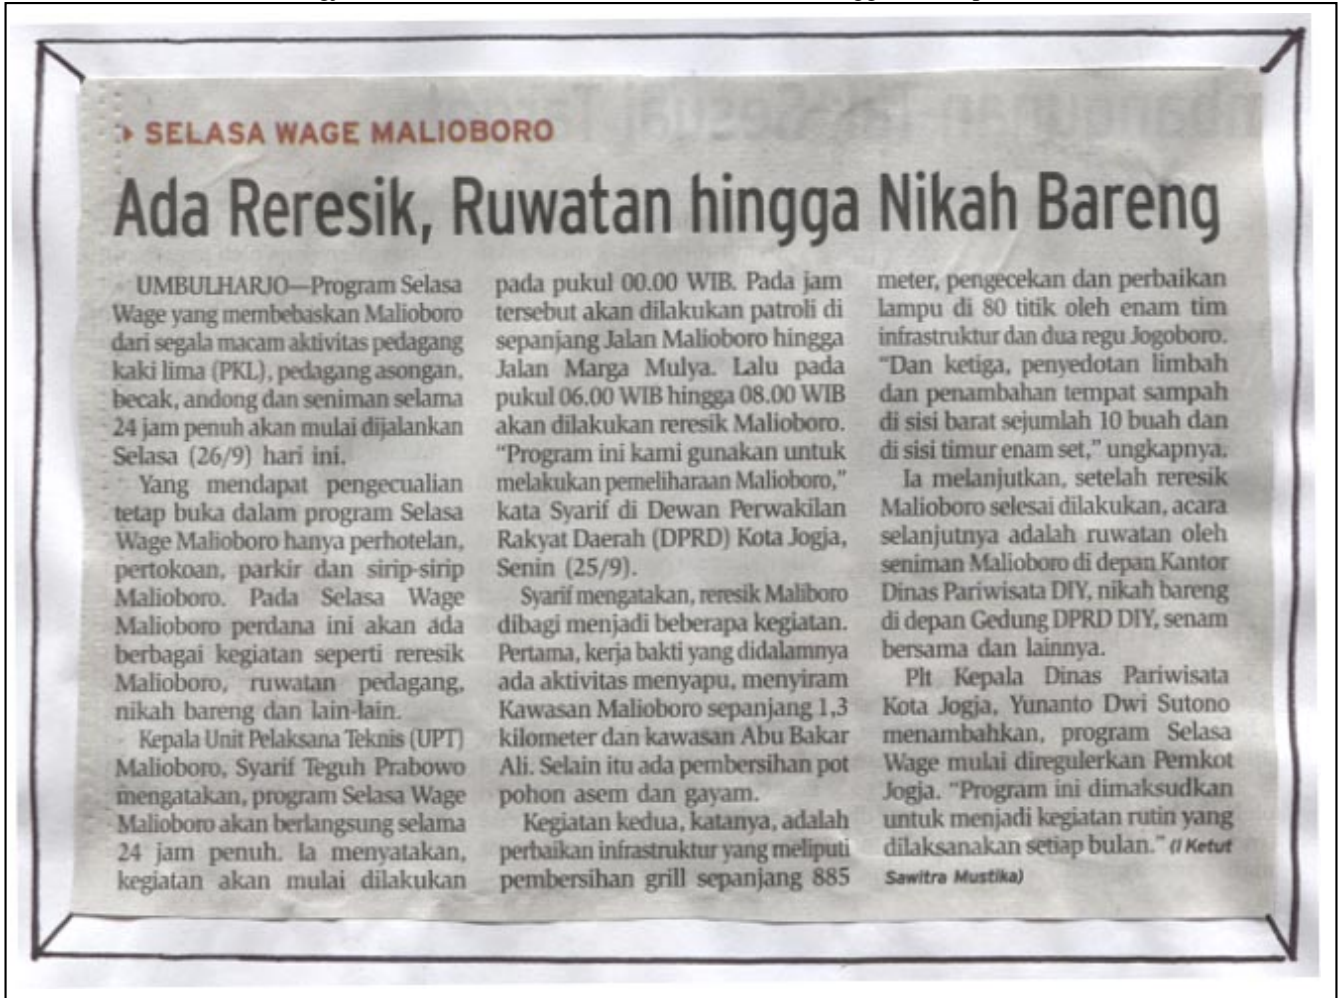 SELASA WAGE MALIOBORO
Ada Reresik, Ruwatan hingga Nikah Bareng
UMBULHARJO—Program Selasa
Wage yang membebaskan Malioboro
dari segala macam aktivitas pedagang
kaki lima (PKL), pedagang asongan,
becak, andong dan seniman selama
24 jam penuh akan mulai dijalankan
Selasa (26/9) hari ini.
Yang mendapat pengecualian
tetap buka dalam program Selasa
Wage Malioboro hanya perhotelan,
pertokoan, parkir dan sirip-sirip
Malioboro. Pada Selasa Wage
Malioboro perdana ini akan ada
berbagai kegiatan seperti reresik
Malioboro, ruwatan pedagang,
nikah bareng dan lain-lain.
Kepala Unit Pelaksana Teknis (UPT)
Malioboro, Syarif Teguh Prabowo
mengatakan, program Selasa Wage
Malioboro akan berlangsung selama
24 jam penuh. Ia menyatakan,
kegiatan akan mulai dilakukan
pada pukul 00.00 WIB. Pada jam
tersebut akan dilakukan patroli di
sepanjang Jalan Malioboro hingga
Jalan Marga Mulya. Lalu pada
pukul 06.00 WIB hingga 08.00 WIB
akan dilakukan reresik Malioboro.
“Program ini kami gunakan untuk
melakukan pemeliharaan Malioboro,”
kata Syarif di Dewan Perwakilan
Rakyat Daerah (DPRD) Kota Jogja,
Senin (25/9).
Syarif mengatakan, reresik Maliboro
dibagi menjadi beberapa kegiatan.
Pertama, kerja bakti yang didalamnya
ada aktivitas menyapu, menyiram
Kawasan Malioboro sepanjang 1,3
kilometer dan kawasan Abu Bakar
Ali. Selain itu ada pembersihan pot
pohon asem dan gayam.
Kegiatan kedua, katanya, adalah
perbaikan infrastruktur yang meliputi
pembersihan grill sepanjang 885
meter, pengecekan dan perbaikan
lampu di 80 titik oleh enam tim
infrastruktur dan dua regu Jogoboro.
“Dan ketiga, penyedotan limbah
dan penambahan tempat sampah
di sisi barat sejumlah 10 buah dan
di sisi timur enam set,” ungkapnya.
Ia melanjutkan, setelah reresik
Malioboro selesai dilakukan, acara
selanjutnya adalah ruwatan oleh
seniman Malioboro di depan Kantor
Dinas Pariwisata DIY, nikah bareng
di depan Gedung DPRD DIY, senam
bersama dan lainnya.
Plt Kepala Dinas Pariwisata
Kota Jogja, Yunanto Dwi Sutono
menambahkan, program Selasa
Wage mulai diregulerkan Pemkot
Jogja. “Program ini dimaksudkan
untuk menjadi kegiatan rutin yang
dilaksanakan setiap bulan.” (I Ketut
Sawitra Mustika)